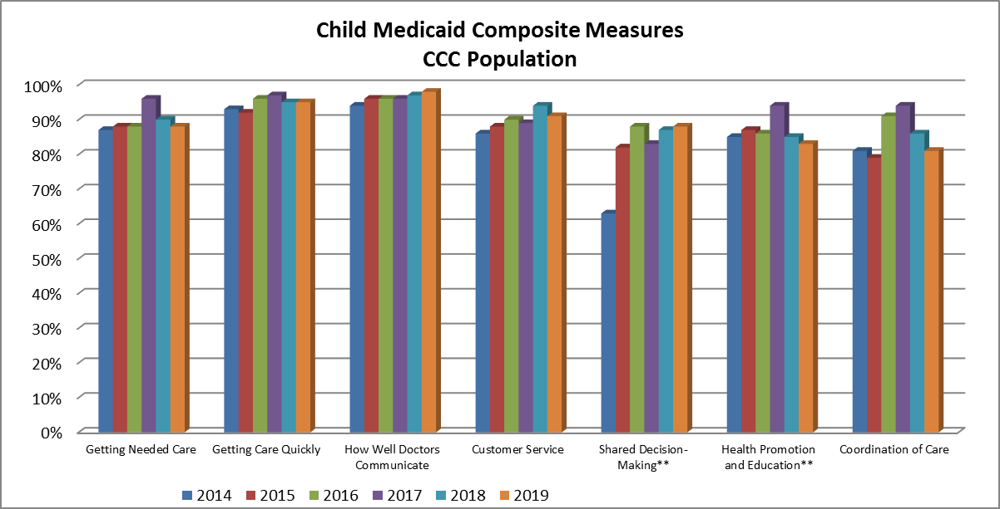 Child Medicaid Composite Measures
CCC Population
100%
90%
80%
70%
60%
50%
40%
30%
20%
10%
0%
Getting Needed Care
Getting Care Quickly
How Well Doctors
Communicate
Customer Service
Shared Decision-
Making**
Health Promotion
and Education**
Coordination of Care
2014 2015 2016 2017 2018 2019